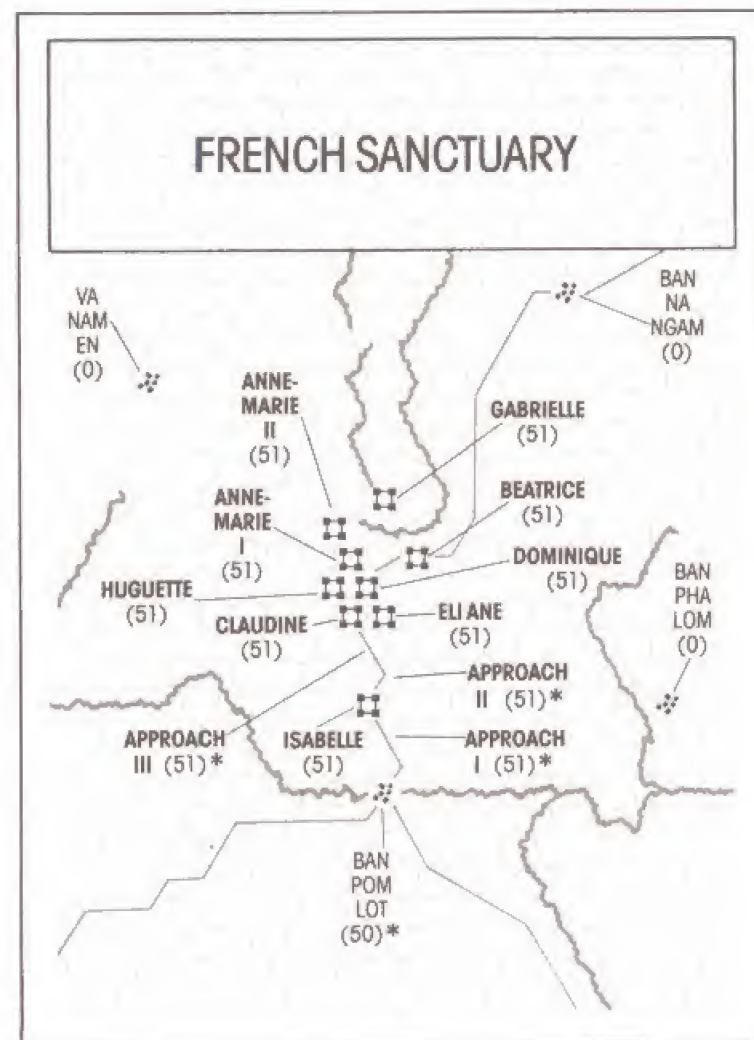 FRENCH SANCTUARY
VA
NAM
EN
(0)
BAN
NA
NGAM
(0)
ANNE-
MARIE
II
(51)
GABRIELLE
(51)
ANNE-
MARIE
I
(51)
BEATRICE
(51)
HUGUETTE
(51)
DOMINIQUE
(51)
CLAUDINE
(51)
ELIANE
(51)
BAN
PHA
LOM
(0)
APPROACH
II (51)*
APPROACH
III (51)*
ISABELLE
(51)
APPROACH
I (51)*
BAN
POM
LOT
(50)*